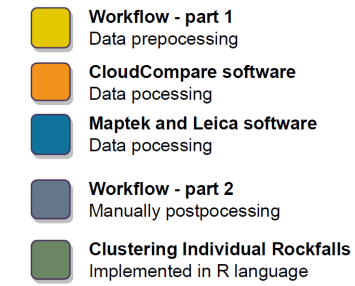 Workflow - part 1
Data prepocessing
CloudCompare software
Data pocessing
Maptek and Leica software
Data pocessing
Workflow - part 2
Manually postpocessing
Clustering Individual Rockfalls
Implemented in R language